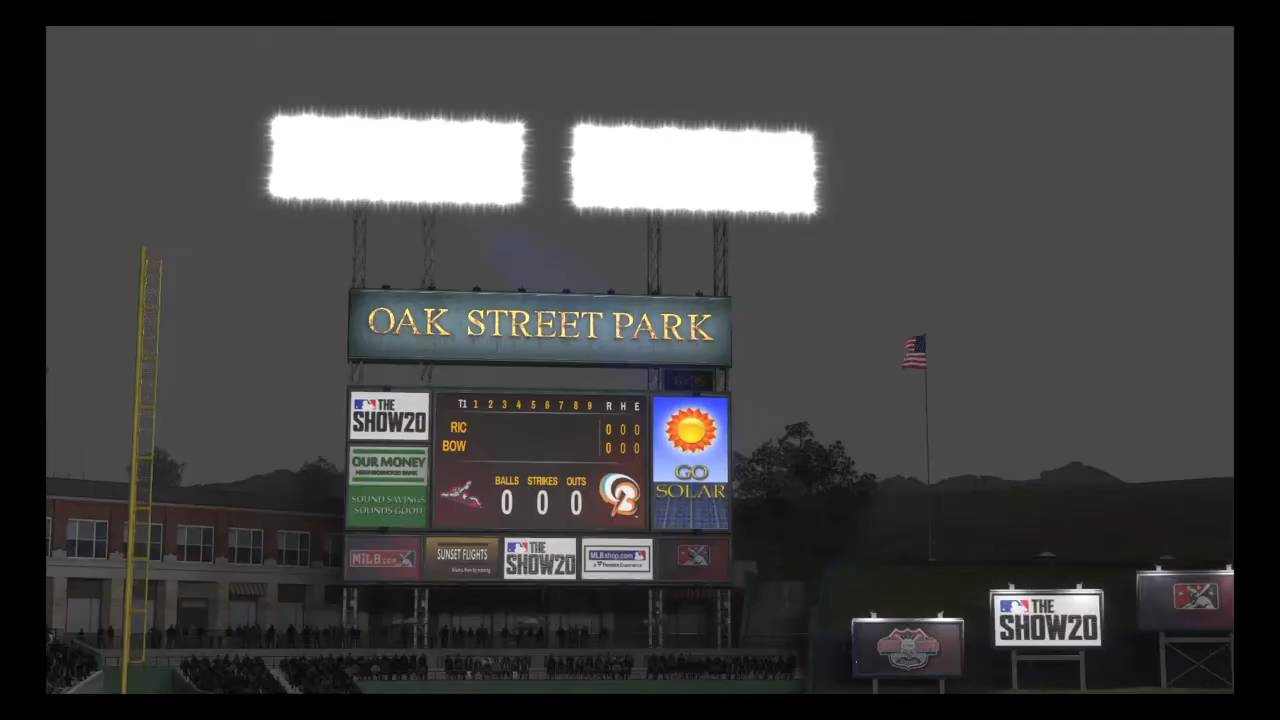 OAK STREET PARK
THE
SHOW20
T1 1 2 3 4 5 6 7 8 9 R H E
RIC 0 0 0
BOW 0 0 0
BALLS STRIKES OUTS
0 0 0
OUR MONEY
NEIGHBORHOOD BANK
SOUND SAVINGS
SOUNDS GOOD
GO
SOLAR
MiLB.com
SUNSET FLIGHTS
THE
SHOW20
MLBshop.com
THE
SHOW20